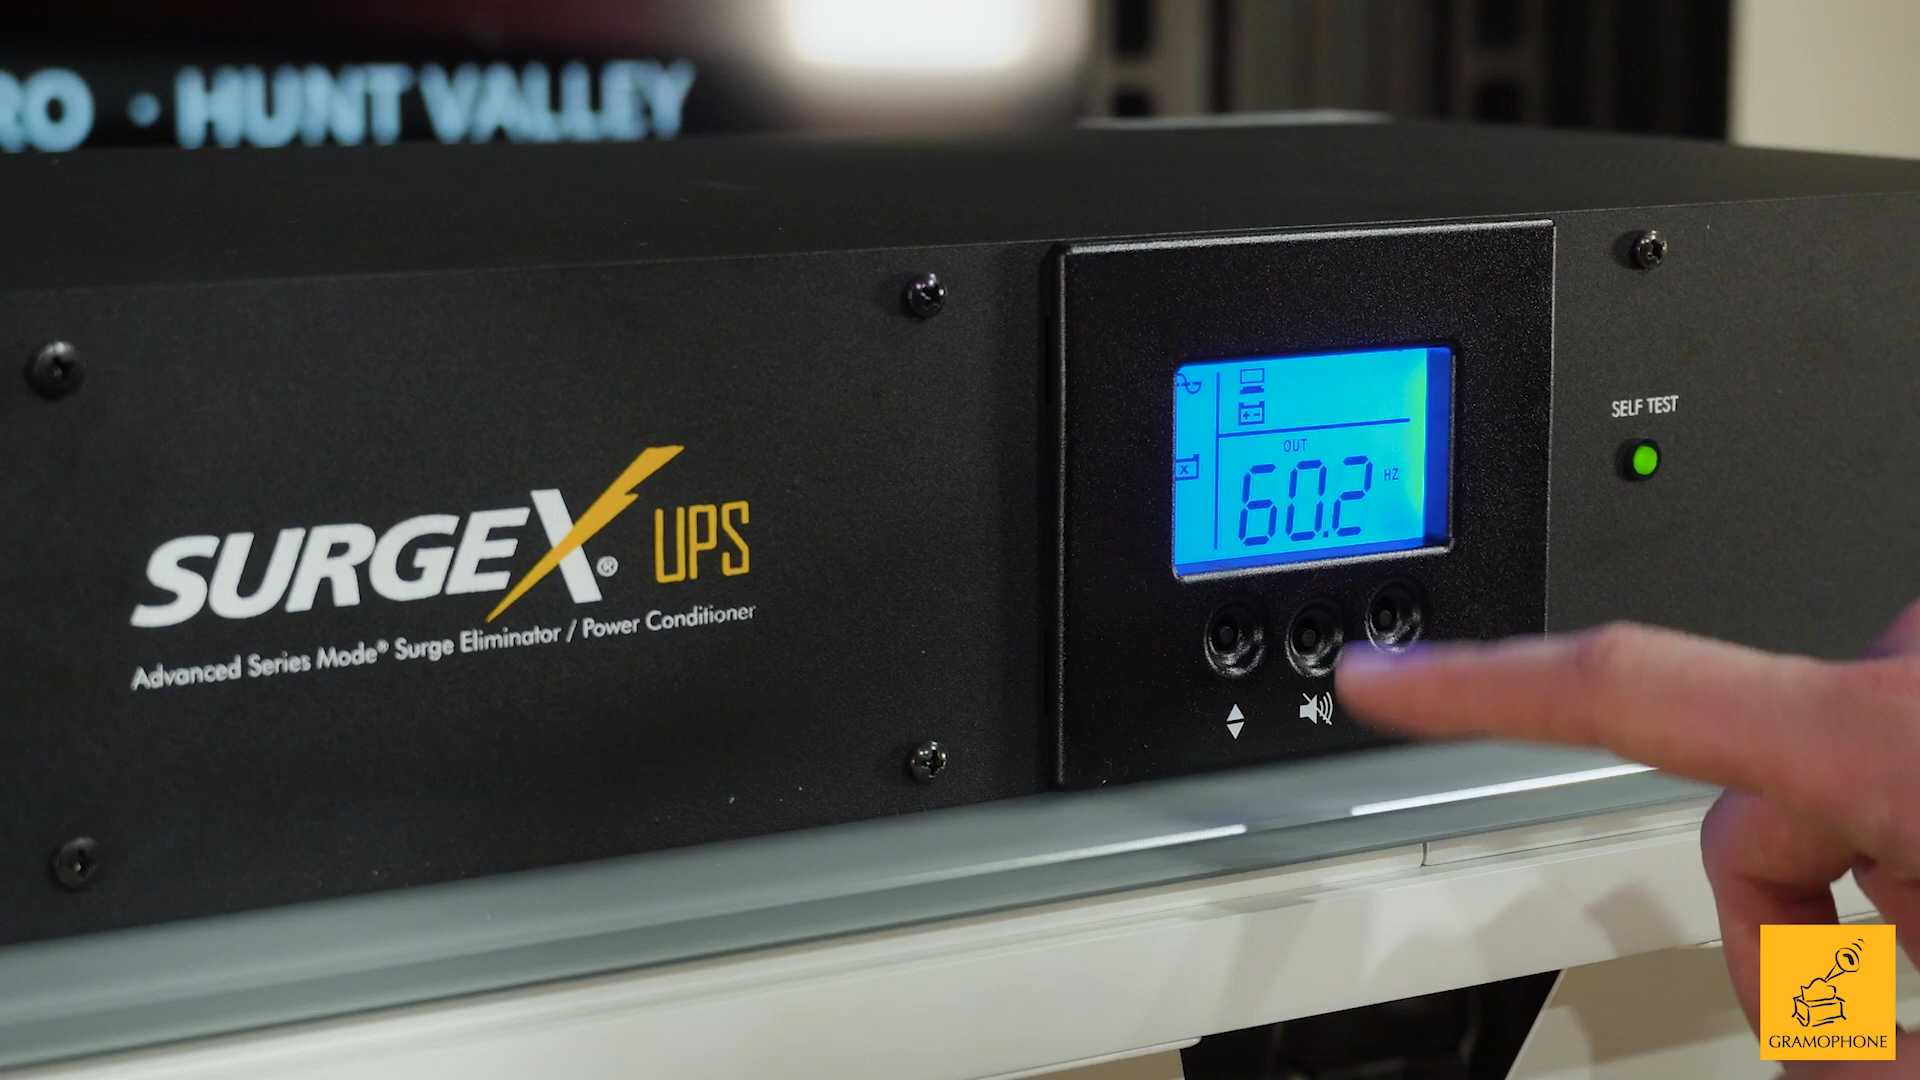 RO • HUNT VALLEY
SURGEX® UPS
Advanced Series Mode® Surge Eliminator / Power Conditioner
OUT
60.2 HZ
SELF TEST
GRAMOPHONE